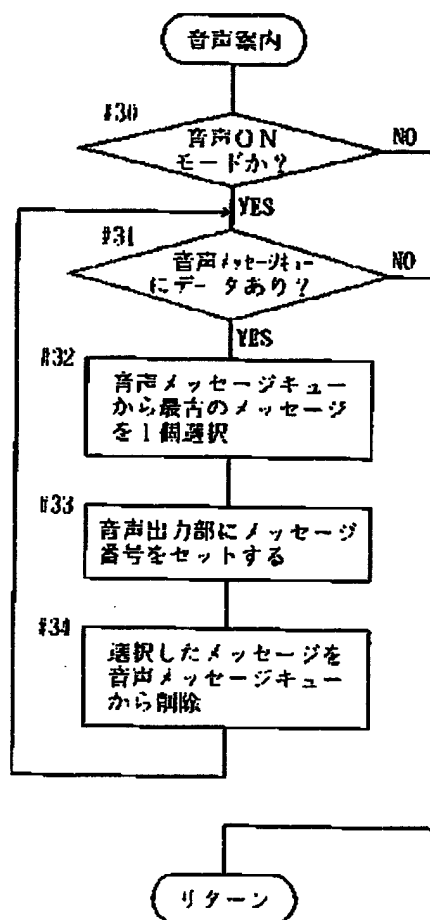 音声案内
#30
音声ON
モードか?
NO
YES
#31
音声メッセージキュー
にデータあり?
NO
YES
#32
音声メッセージキュー
から最古のメッセージ
を1個選択
#33
音声出力部にメッセージ
番号をセットする
#34
選択したメッセージを
音声メッセージキュー
から削除
リターン